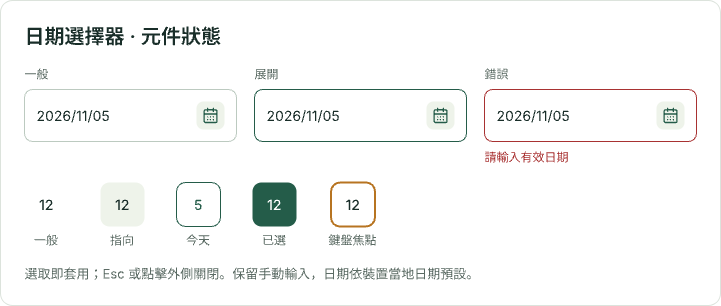 日期選擇器 · 元件狀態
一般
展開
錯誤
2026/11/05
2026/11/05
2026/11/05
請輸入有效日期
12
12
5
12
12
一般
指向
今天
已選
鍵盤焦點
選取即套用；Esc 或點擊外側關閉。保留手動輸入，日期依裝置當地日期預設。